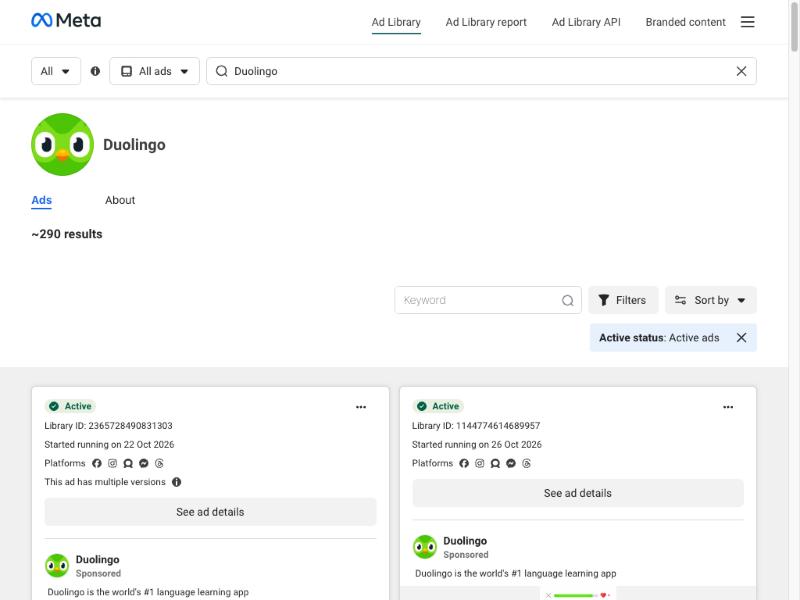 Meta
Ad Library
Ad Library report
Ad Library API
Branded content
All
All ads
Duolingo
Duolingo
Ads
About
~290 results
Keyword
Filters
Sort by
Active status: Active ads
Active
Library ID: 2365728490831303
Started running on 22 Oct 2026
Platforms
This ad has multiple versions
See ad details
Duolingo
Sponsored
Duolingo is the world's #1 language learning app
Active
Library ID: 1144774614689957
Started running on 26 Oct 2026
Platforms
See ad details
Duolingo
Sponsored
Duolingo is the world's #1 language learning app